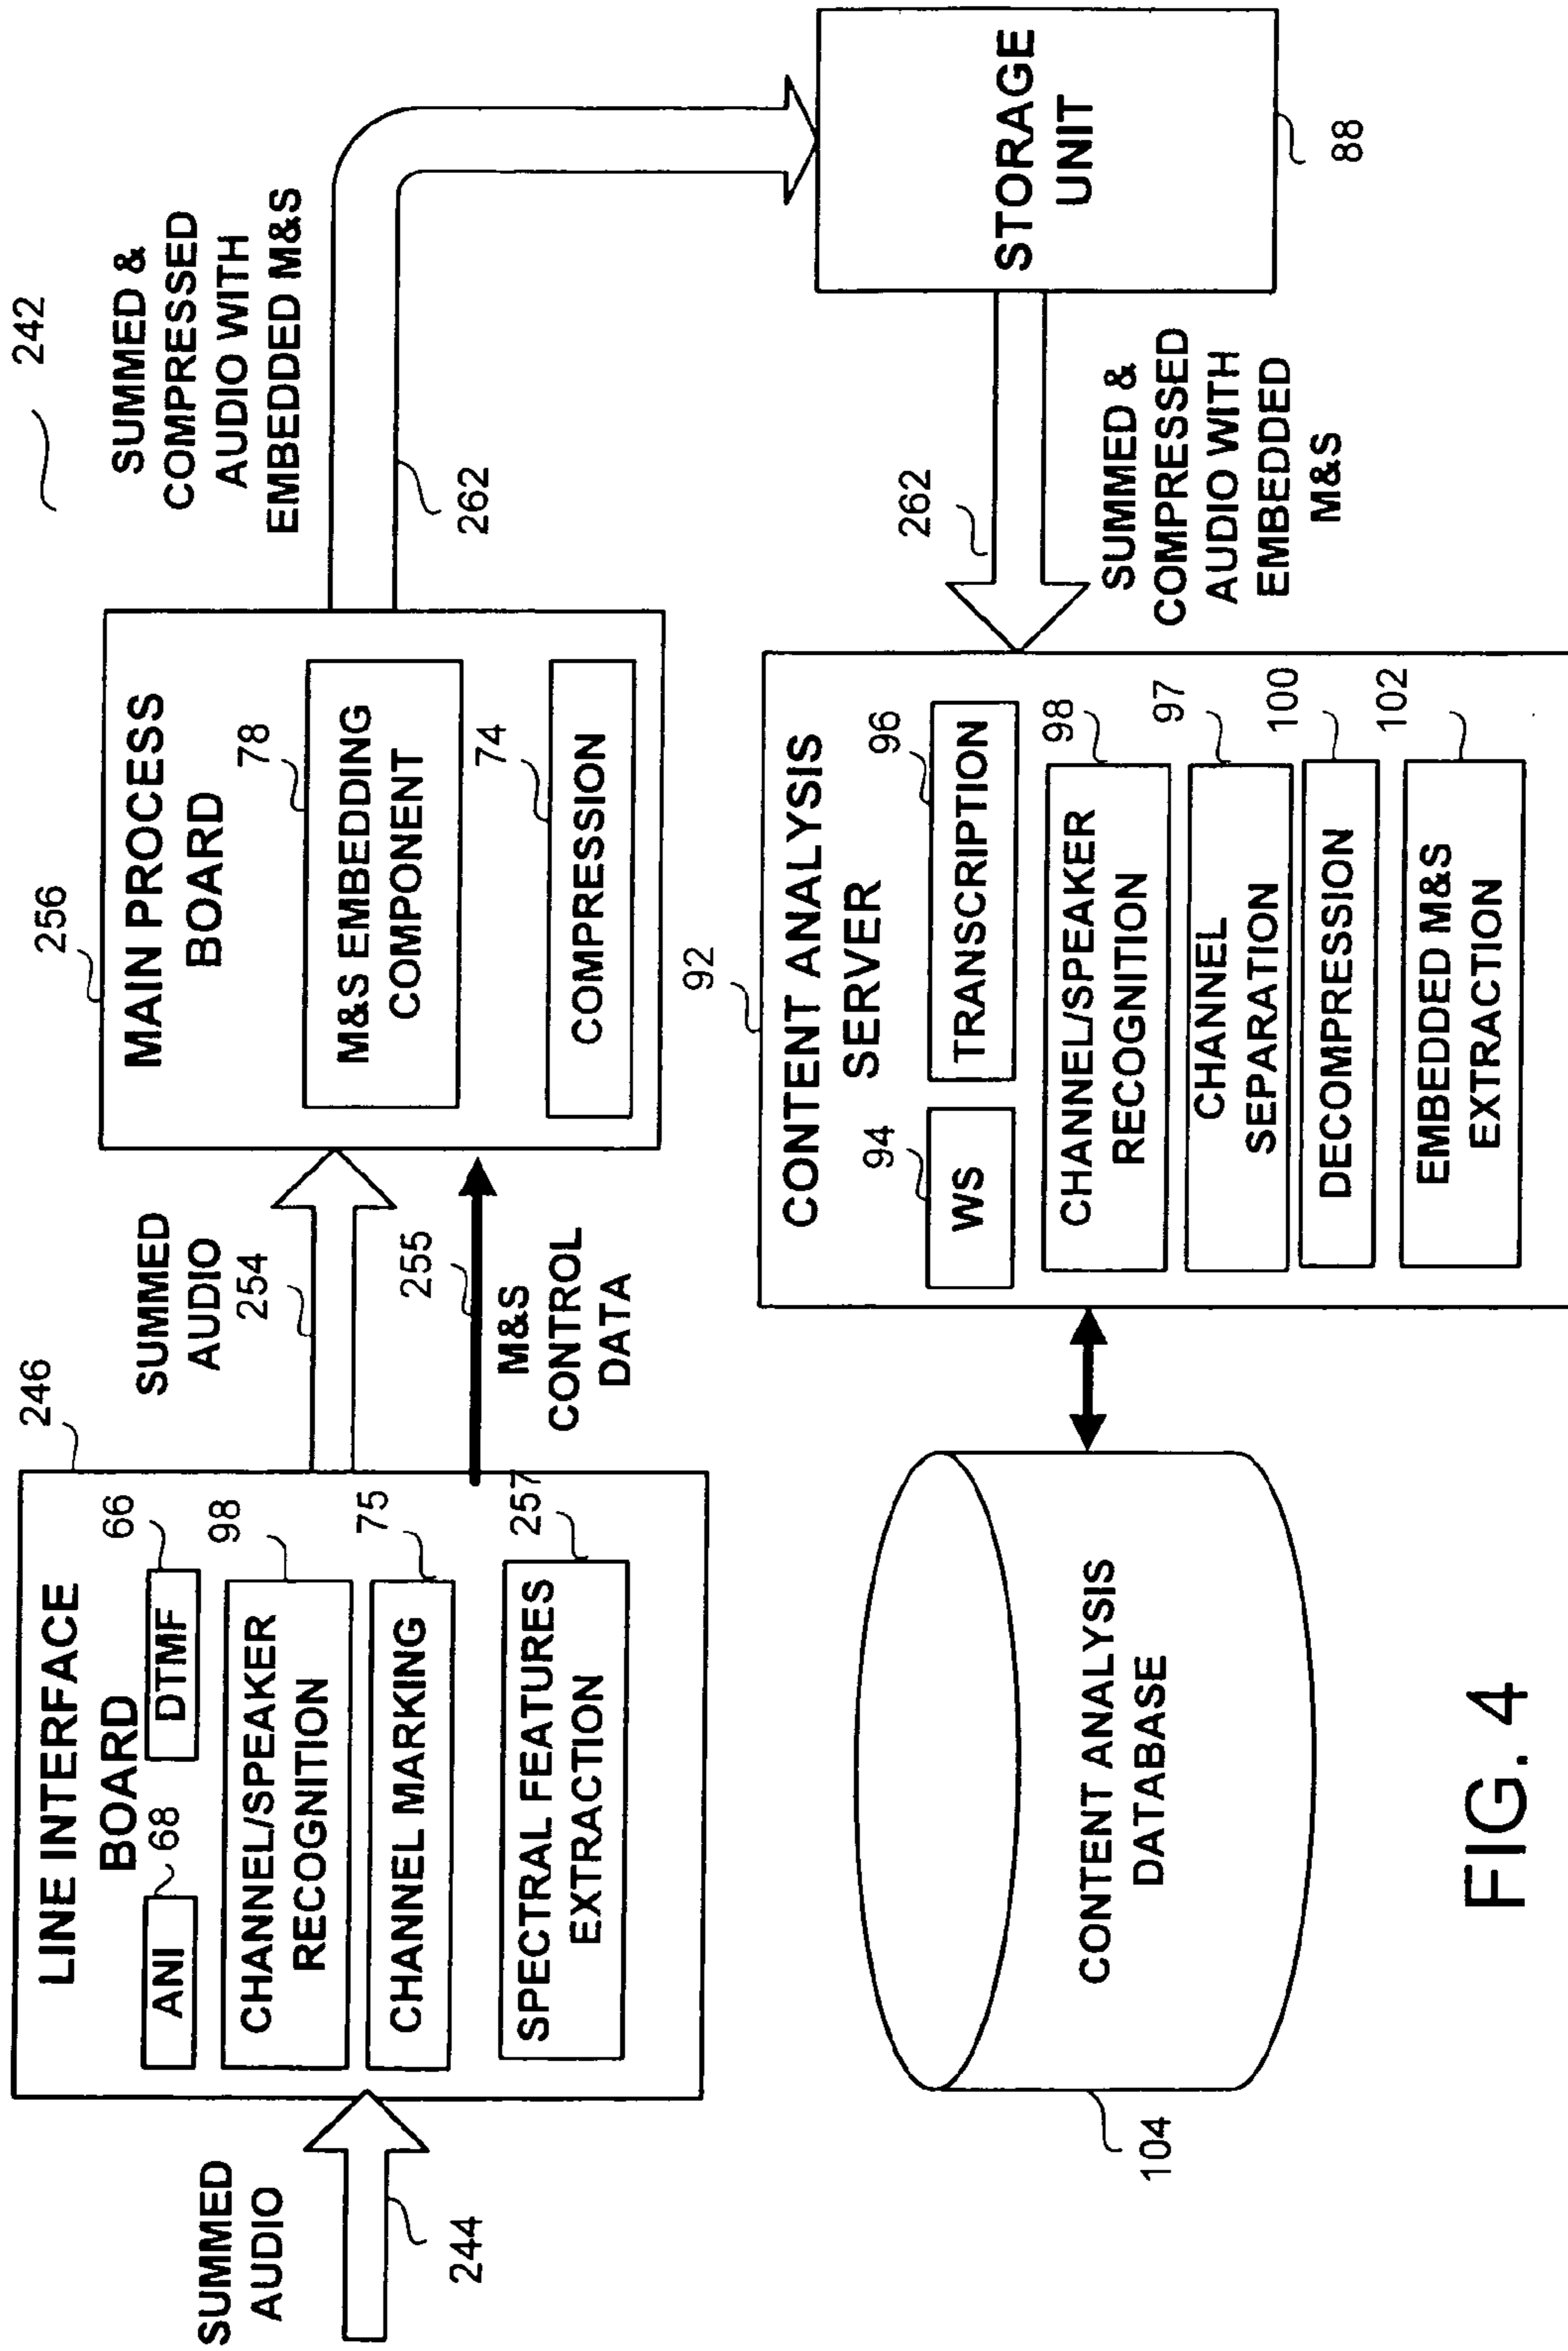 242
SUMMED
AUDIO
244
LINE INTERFACE
BOARD
246
ANI
68
DTMF
66
CHANNEL/SPEAKER
RECOGNITION
98
CHANNEL MARKING
75
SPECTRAL FEATURES
EXTRACTION
257
SUMMED
AUDIO
254
255
M&S
CONTROL
DATA
MAIN PROCESS
BOARD
256
M&S EMBEDDING
COMPONENT
78
COMPRESSION
74
SUMMED &
COMPRESSED
AUDIO WITH
EMBEDDED M&S
262
STORAGE
UNIT
88
262
SUMMED &
COMPRESSED
AUDIO WITH
EMBEDDED
M&S
CONTENT ANALYSIS
SERVER
92
WS
94
TRANSCRIPTION
96
CHANNEL/SPEAKER
RECOGNITION
98
CHANNEL
SEPARATION
97
DECOMPRESSION
100
EMBEDDED M&S
EXTRACTION
102
CONTENT ANALYSIS
DATABASE
104
FIG. 4